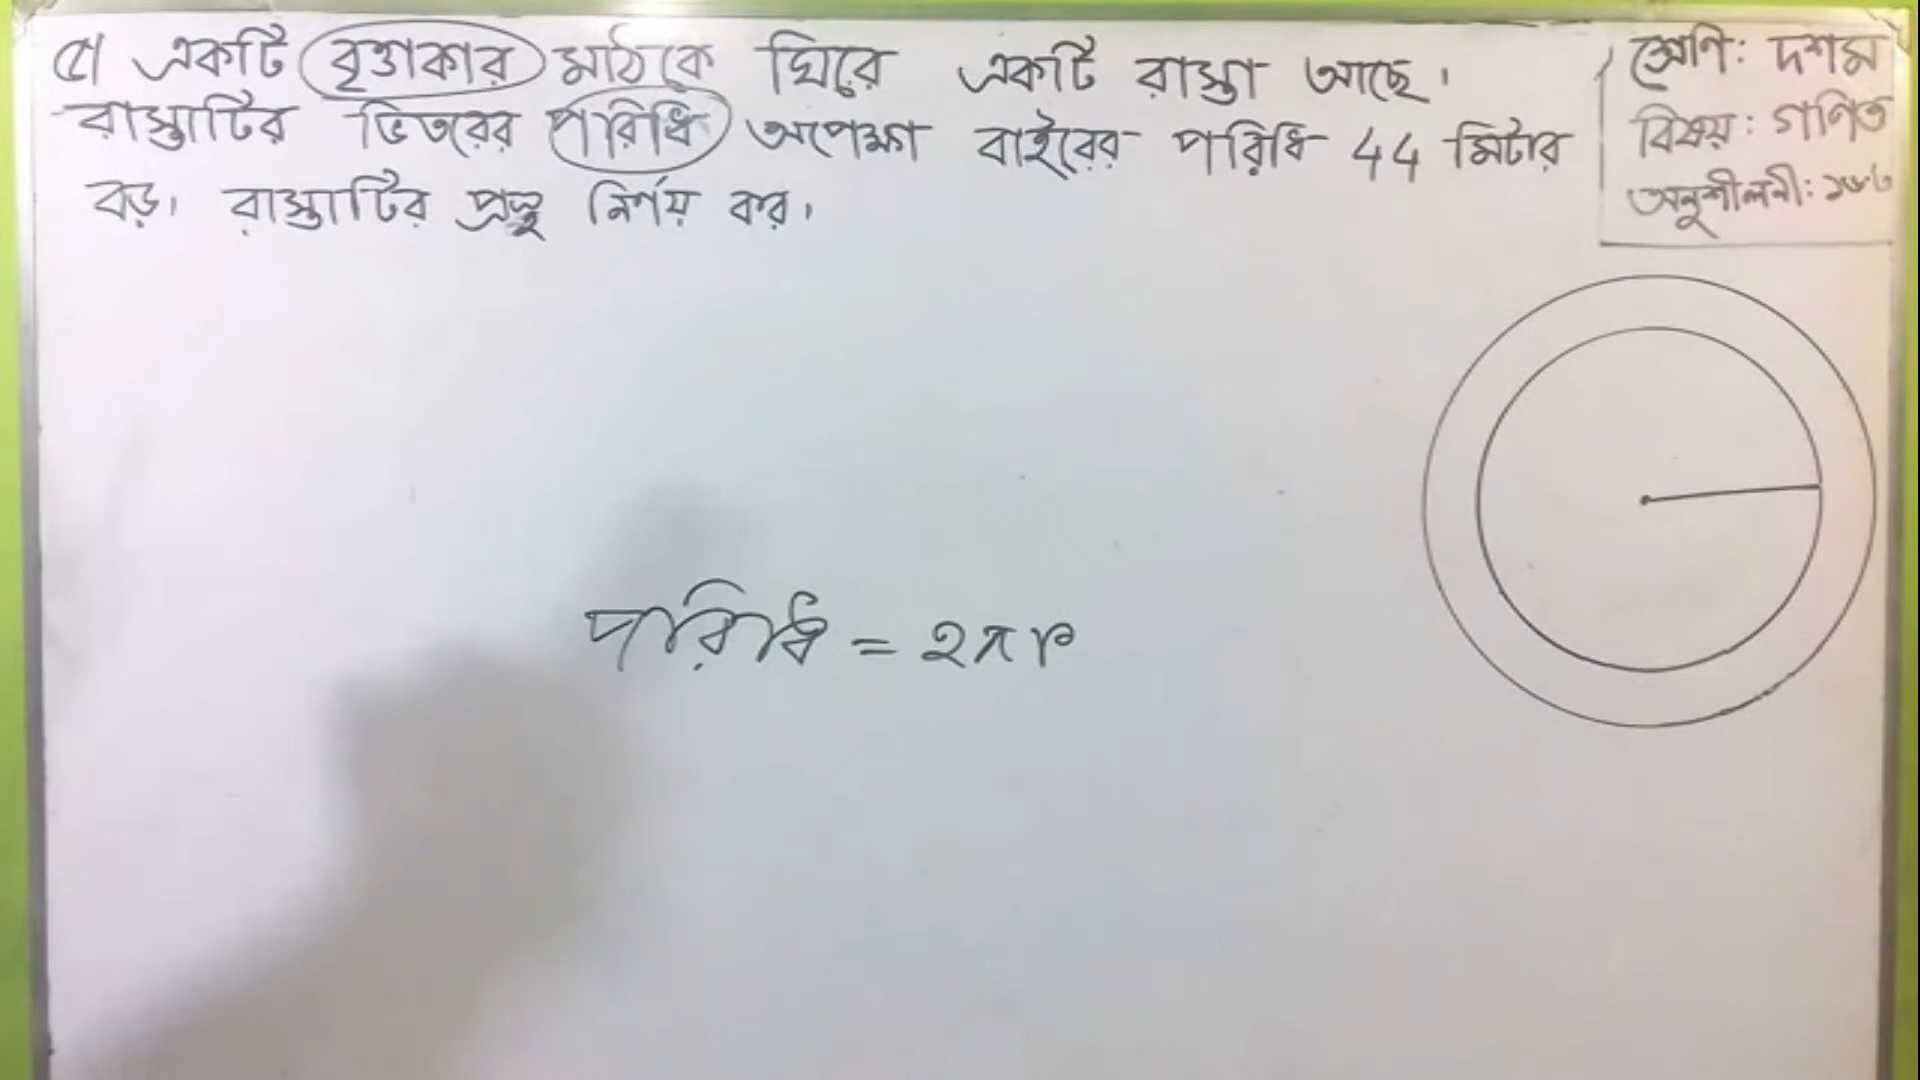 ৫। একটি বৃত্তাকার মাঠকে ঘিরে একটি রাস্তা আছে।
রাস্তাটির ভিতরের পরিধি অপেক্ষা বাইরের পরিধি 44 মিটার
বড়। রাস্তাটির প্রস্থ নির্ণয় কর।
শ্রেণি: দশম
বিষয়: গণিত
অনুশীলনী:
পরিধি = 2πr